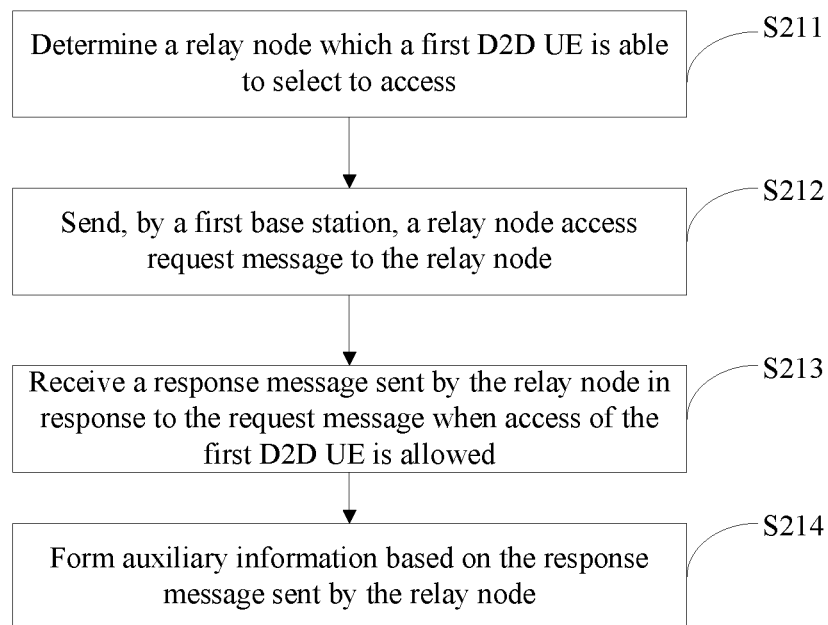 Determine a relay node which a first D2D UE is able
to select to access
S211
Send, by a first base station, a relay node access
request message to the relay node
S212
Receive a response message sent by the relay node in
response to the request message when access of the
first D2D UE is allowed
S213
Form auxiliary information based on the response
message sent by the relay node
S214